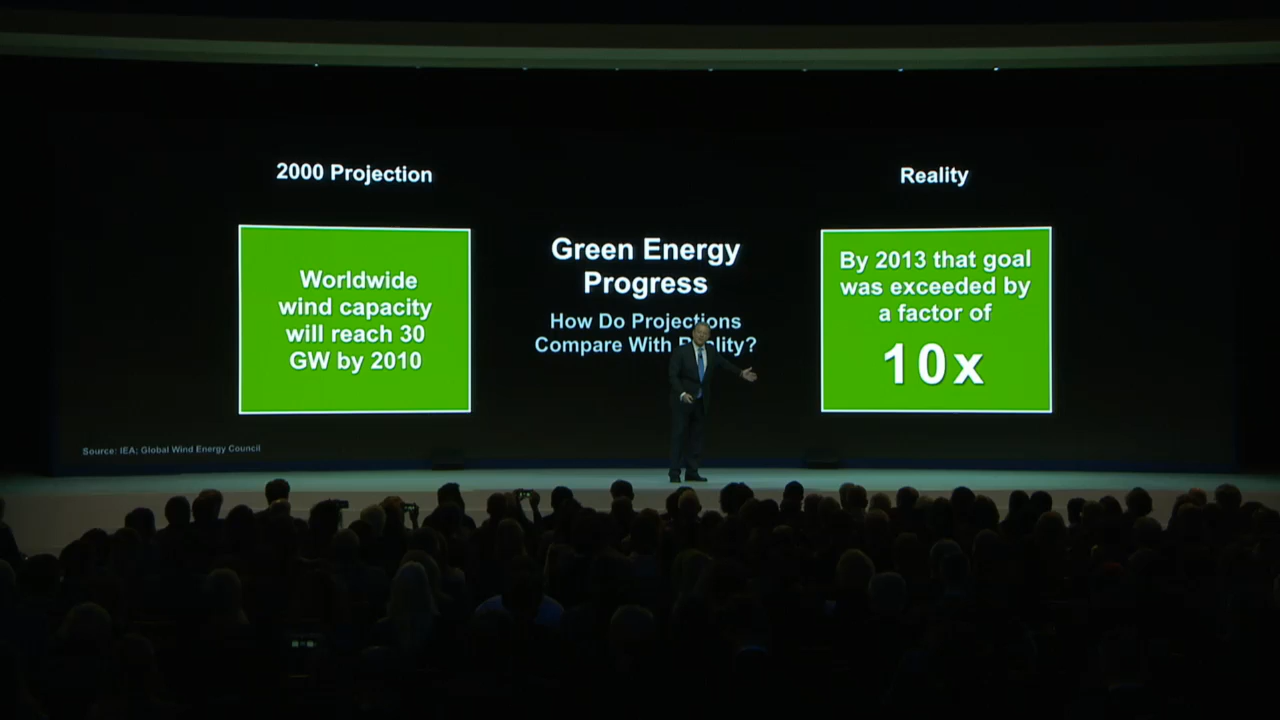 2000 Projection
Worldwide
wind capacity
will reach 30
GW by 2010
Green Energy
Progress
How Do Projections
Compare With Reality?
Reality
By 2013 that goal
was exceeded by
a factor of
10x
Source: IEA; Global Wind Energy Council